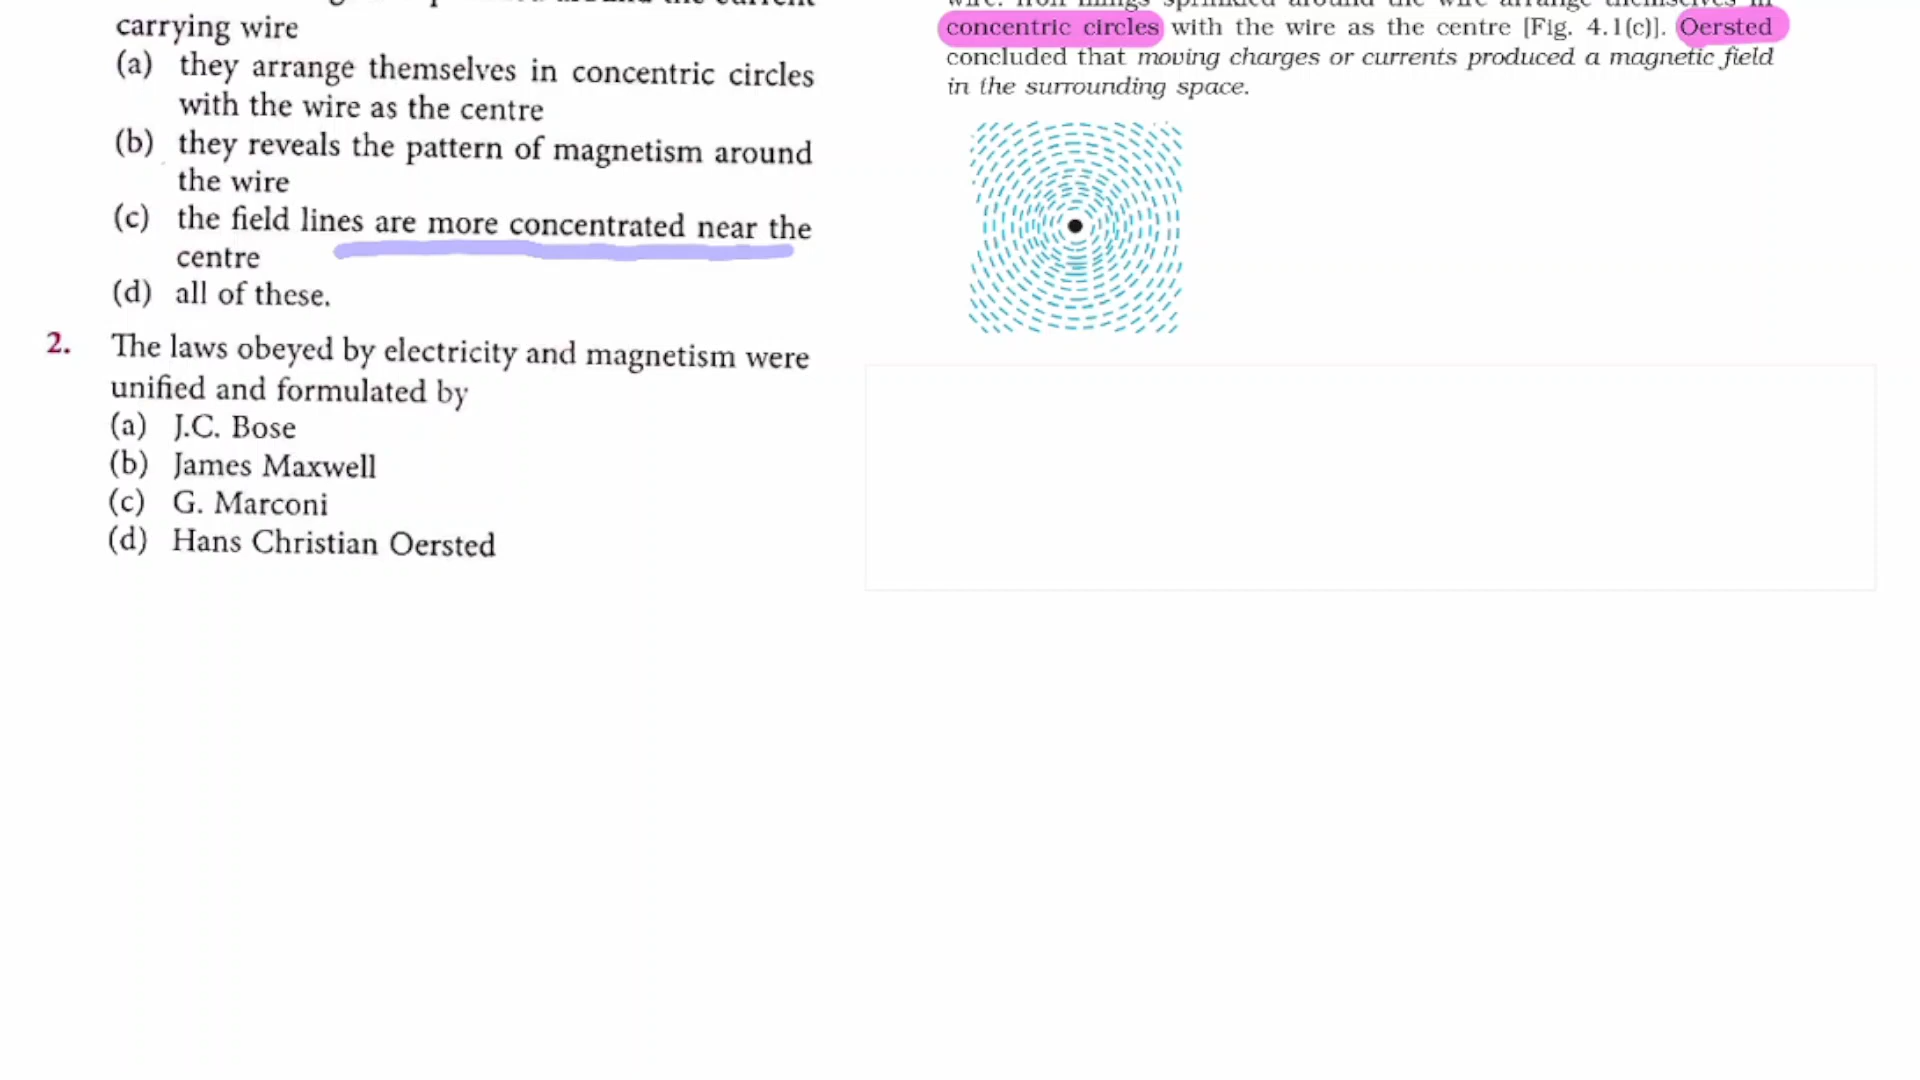 carrying wire
(a) they arrange themselves in concentric circles
with the wire as the centre
(b) they reveals the pattern of magnetism around
the wire
(c) the field lines are more concentrated near the
centre
(d) all of these.
2. The laws obeyed by electricity and magnetism were
unified and formulated by
(a) J.C. Bose
(b) James Maxwell
(c) G. Marconi
(d) Hans Christian Oersted
concentric circles with the wire as the centre [Fig. 4.1(c)]. Oersted
concluded that moving charges or currents produced a magnetic field
in the surrounding space.